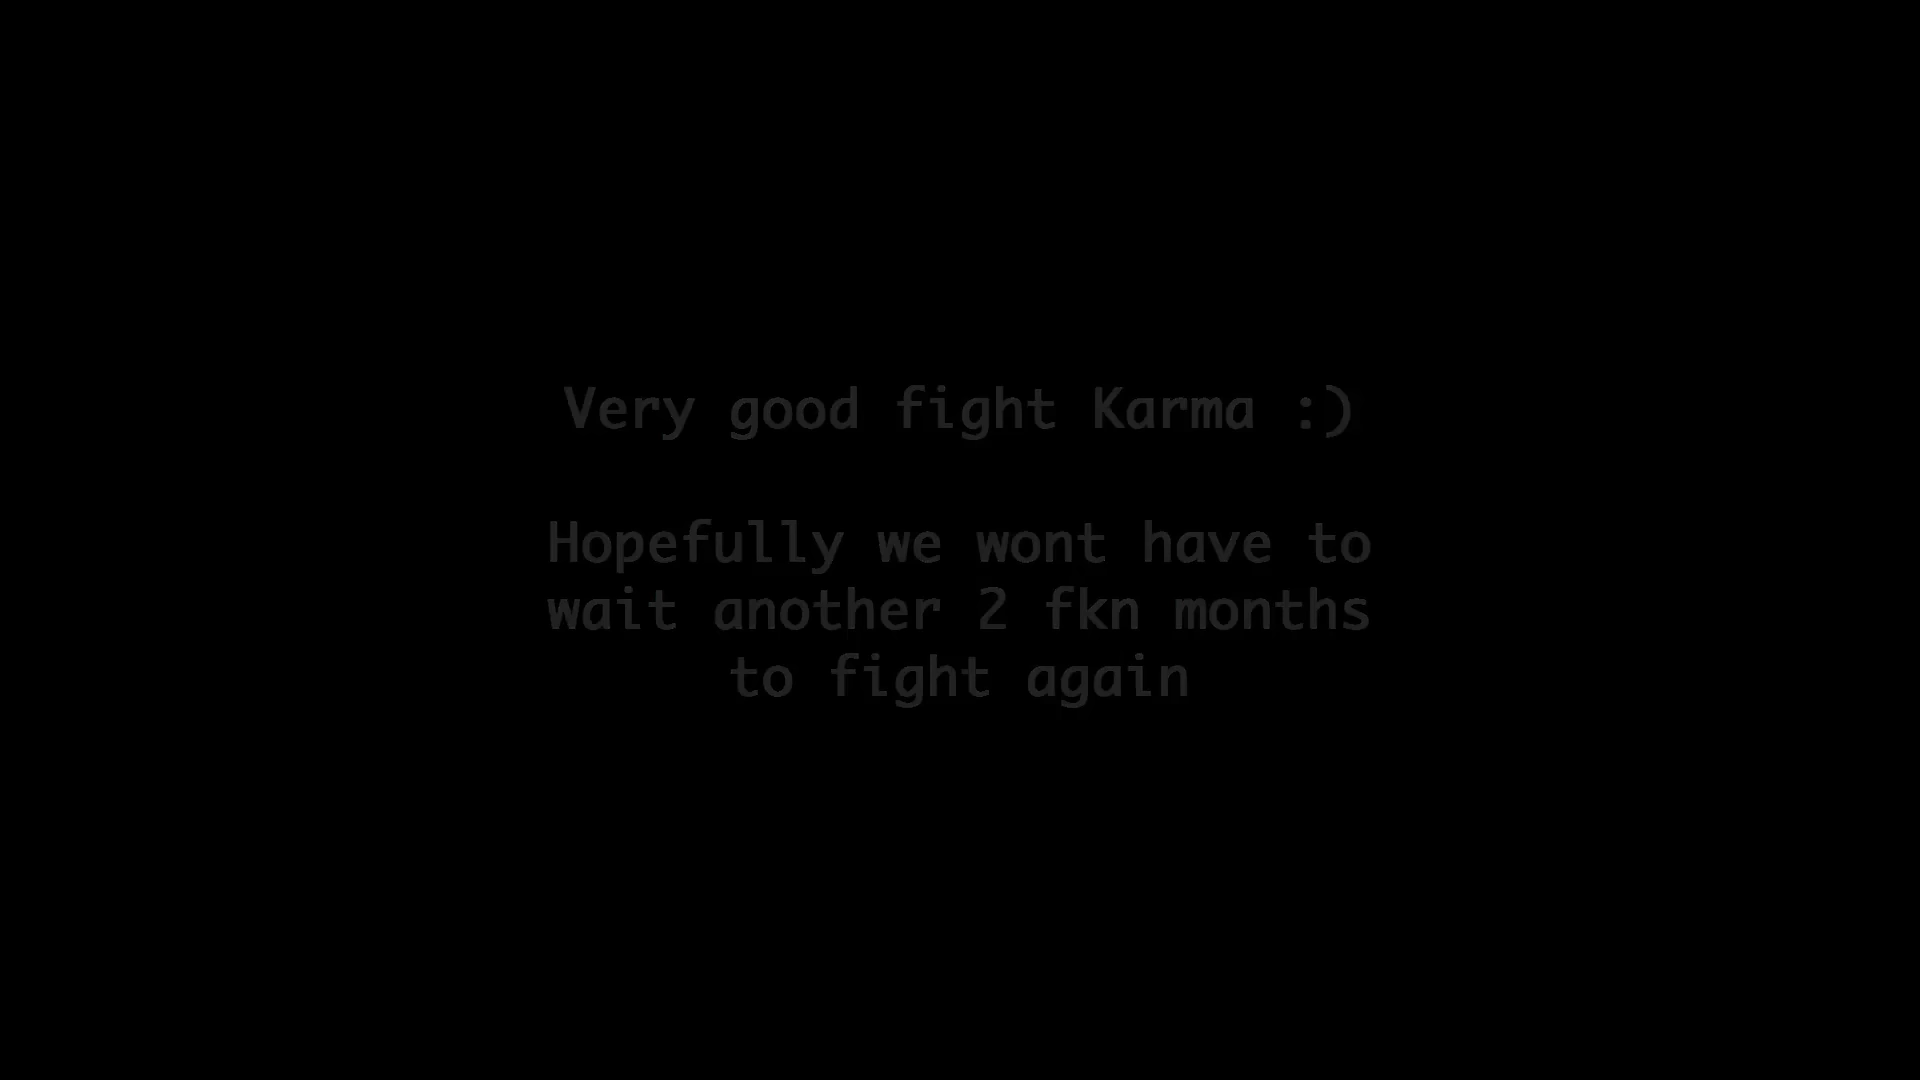 Very good fight Karma :)
Hopefully we wont have to
wait another 2 fkn months
to fight again